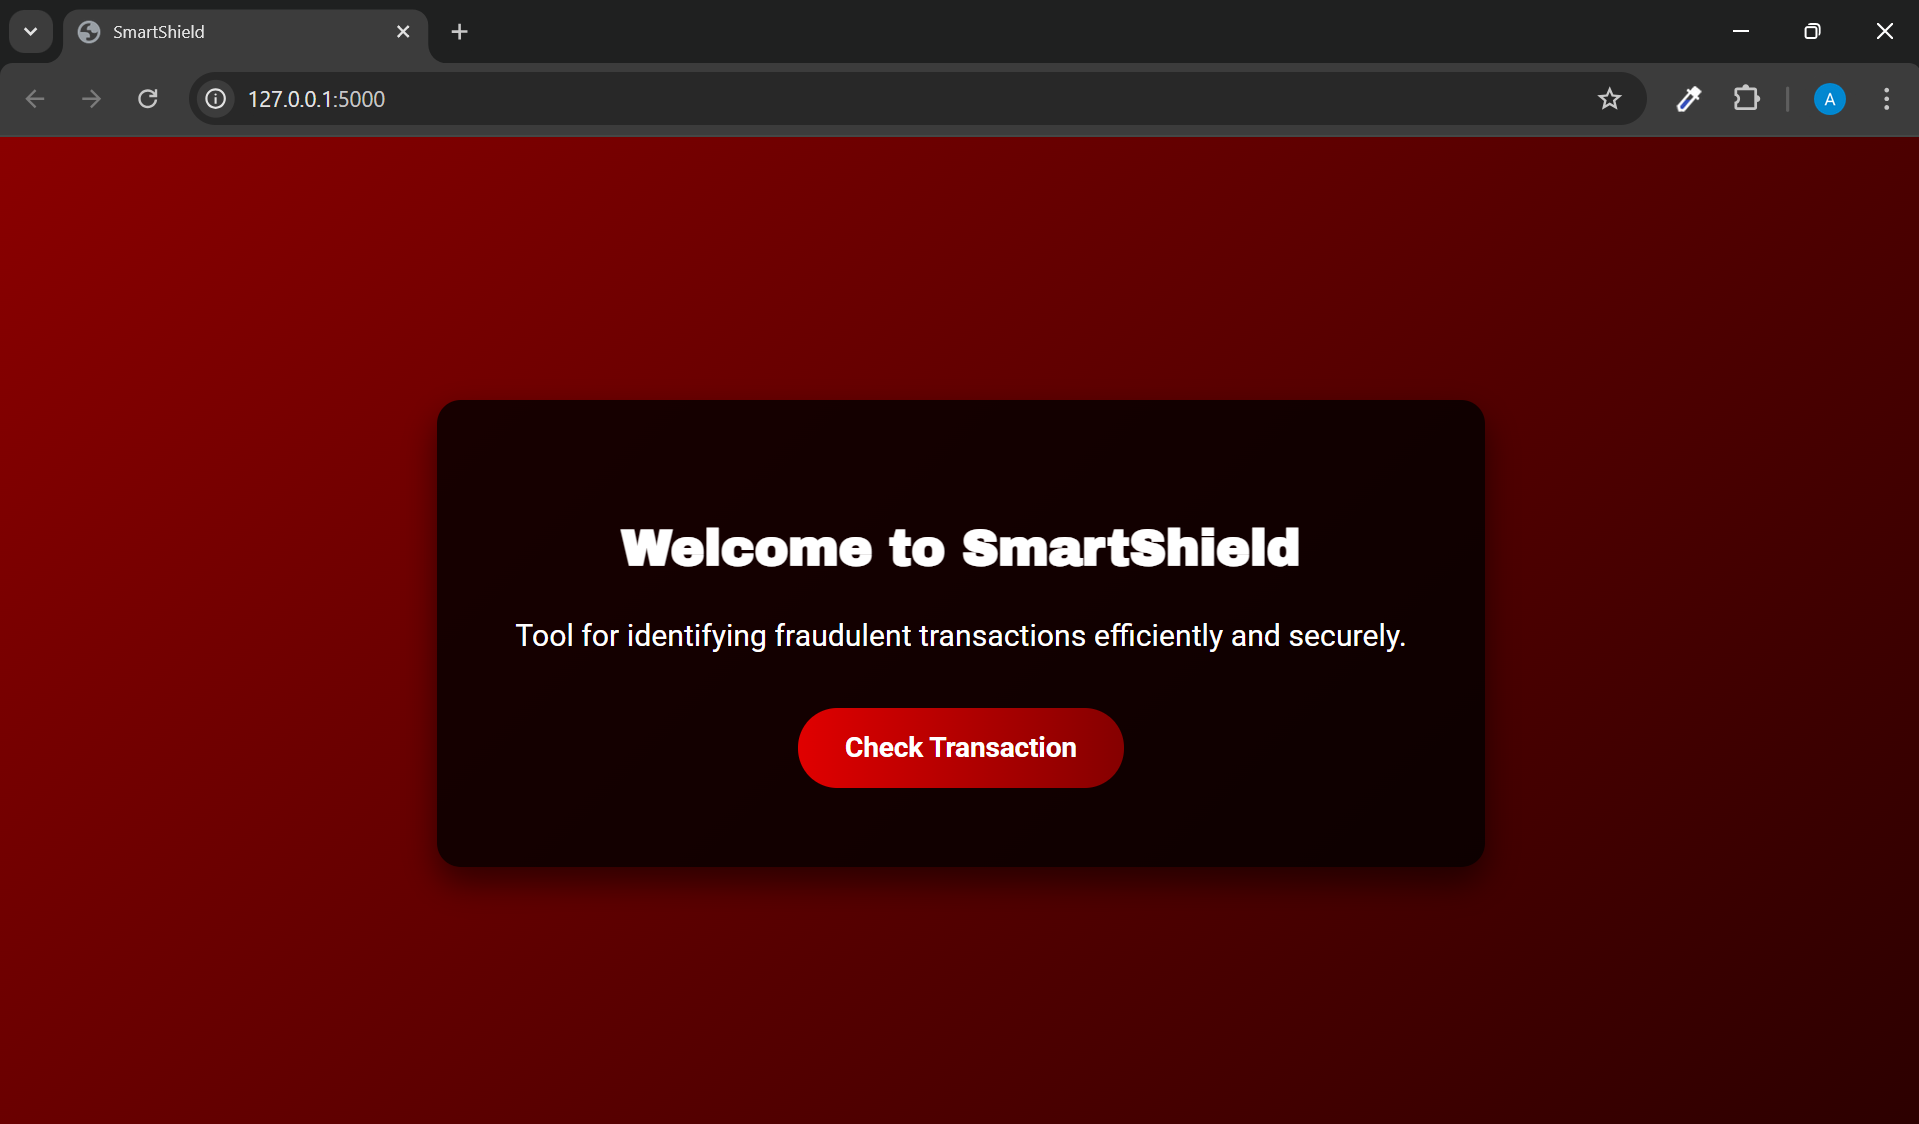 SmartShield
127.0.0.1:5000
A
Welcome to SmartShield
Tool for identifying fraudulent transactions efficiently and securely.
Check Transaction